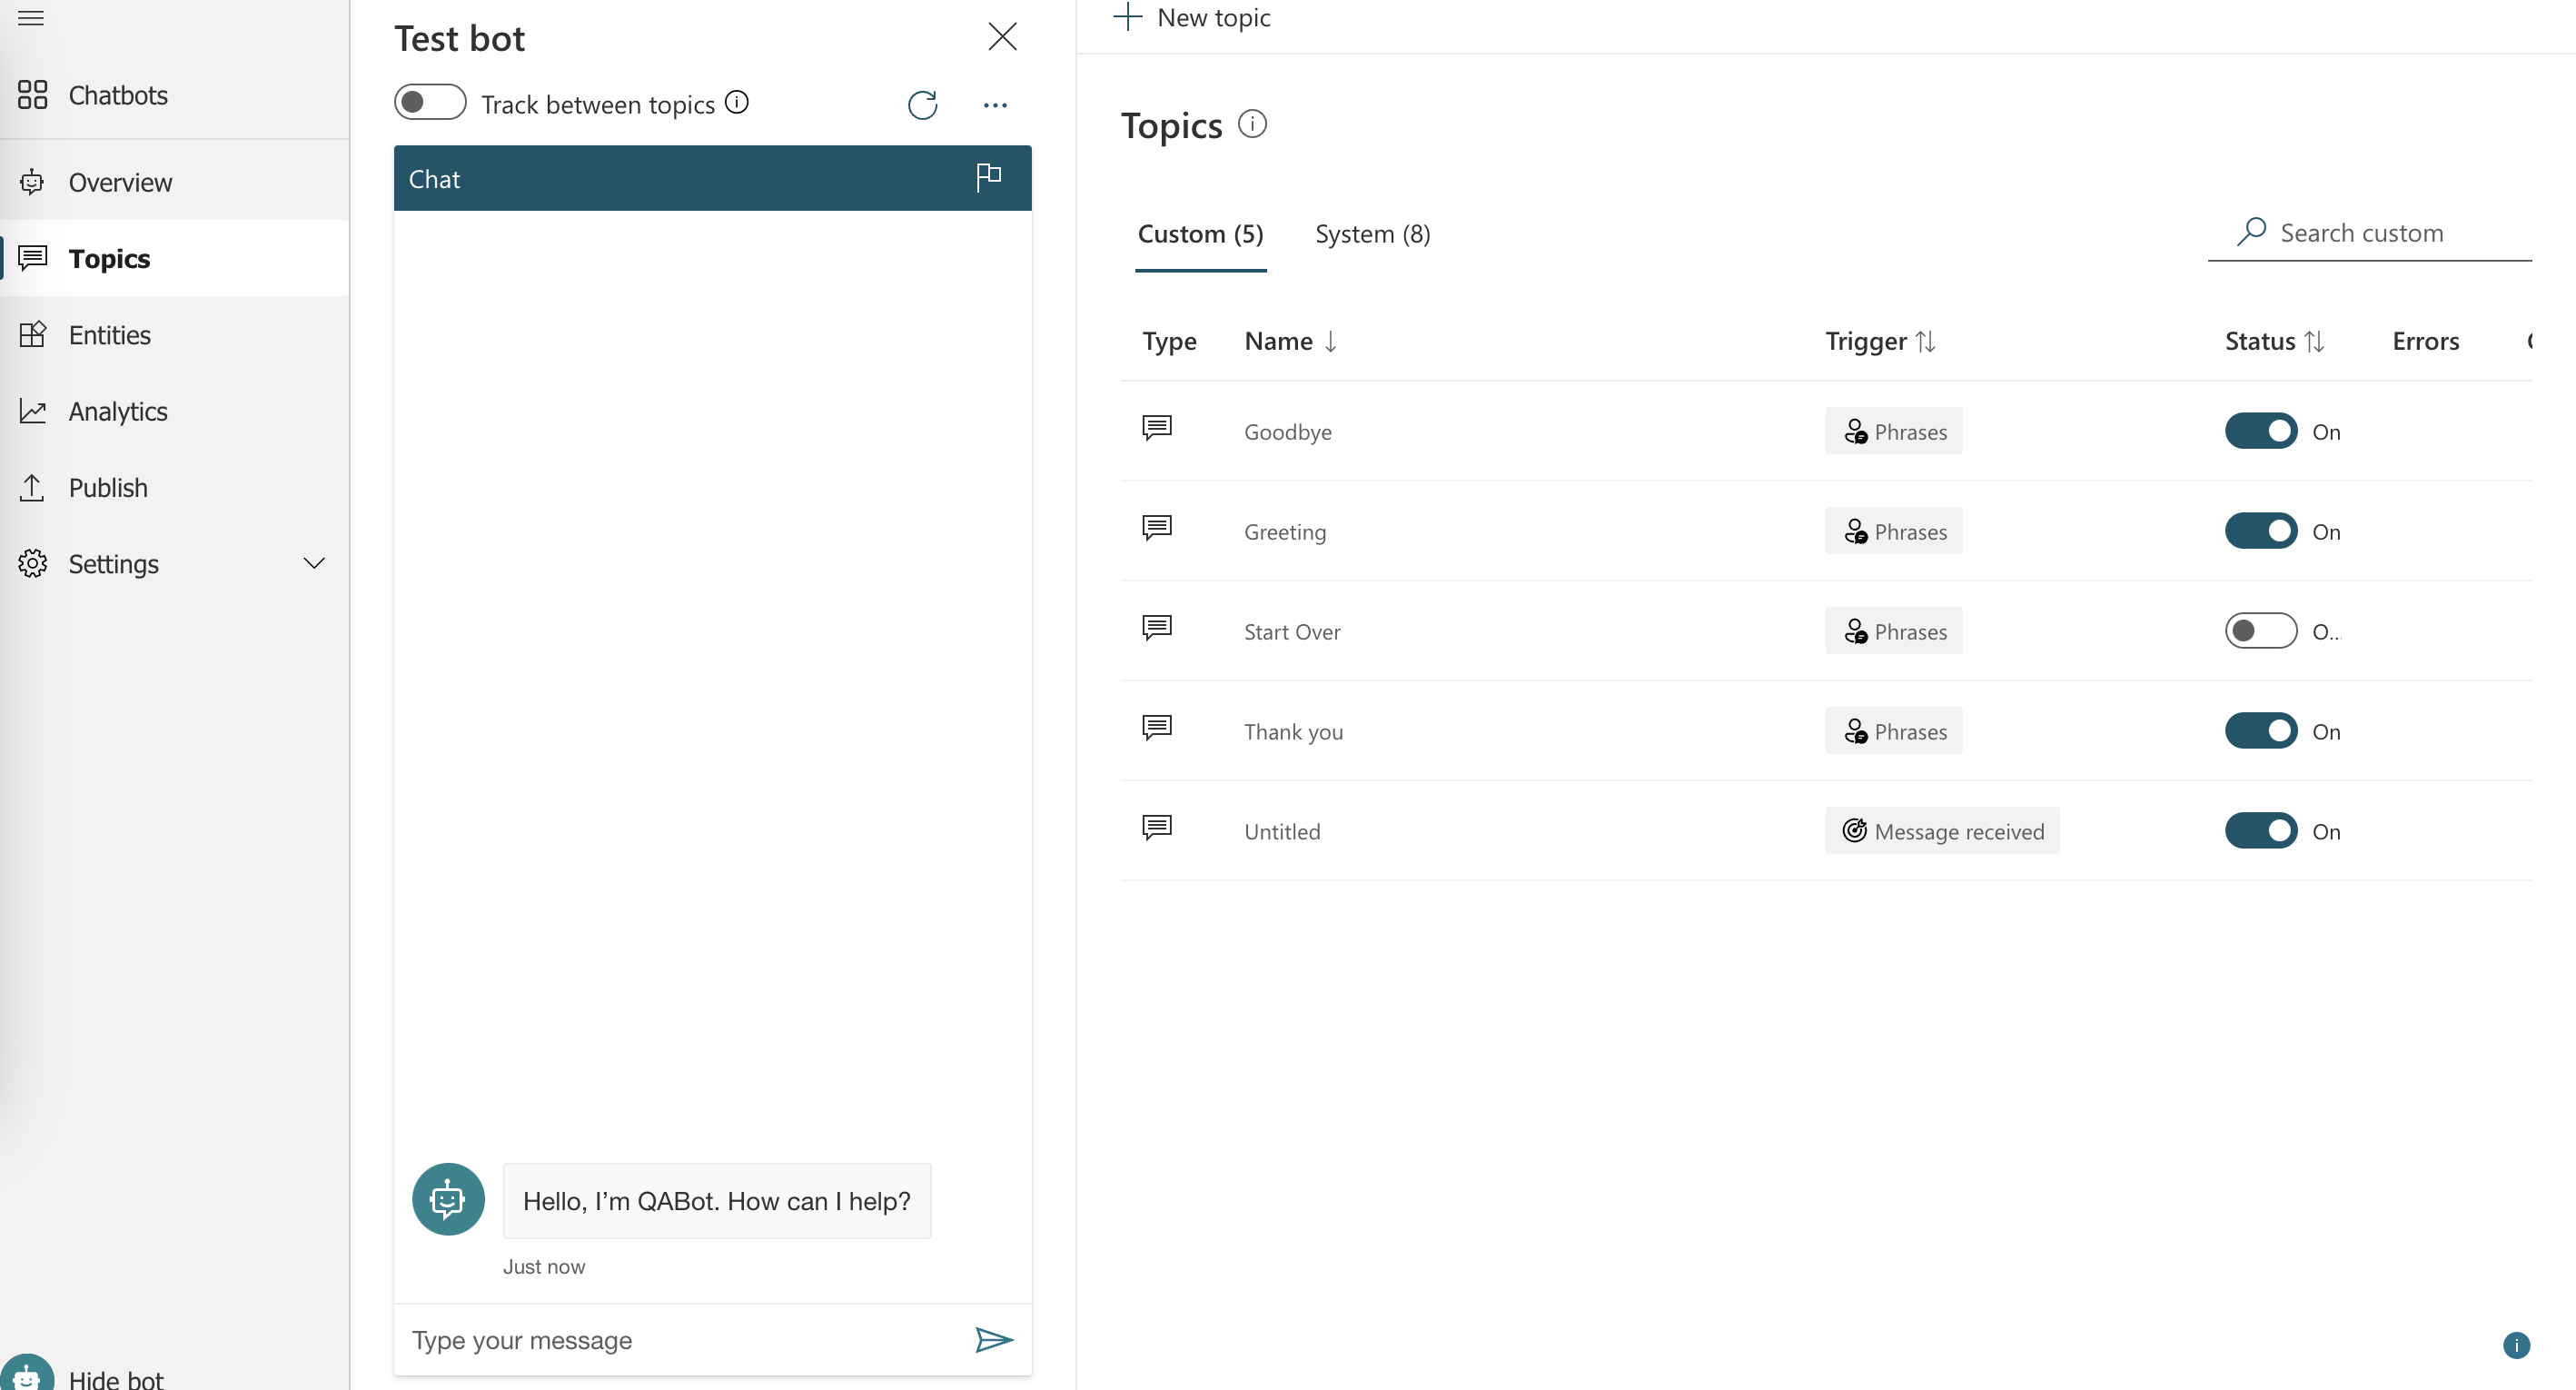 Chatbots
Overview
Topics
Entities
Analytics
Publish
Settings
Hide bot
Test bot
Track between topics
Chat
Hello, I'm QABot. How can I help?
Just now
Type your message
New topic
Topics
Custom (5) System (8)
Search custom
Type Name Trigger Status Errors
Goodbye Phrases On
Greeting Phrases On
Start Over Phrases O...
Thank you Phrases On
Untitled Message received On